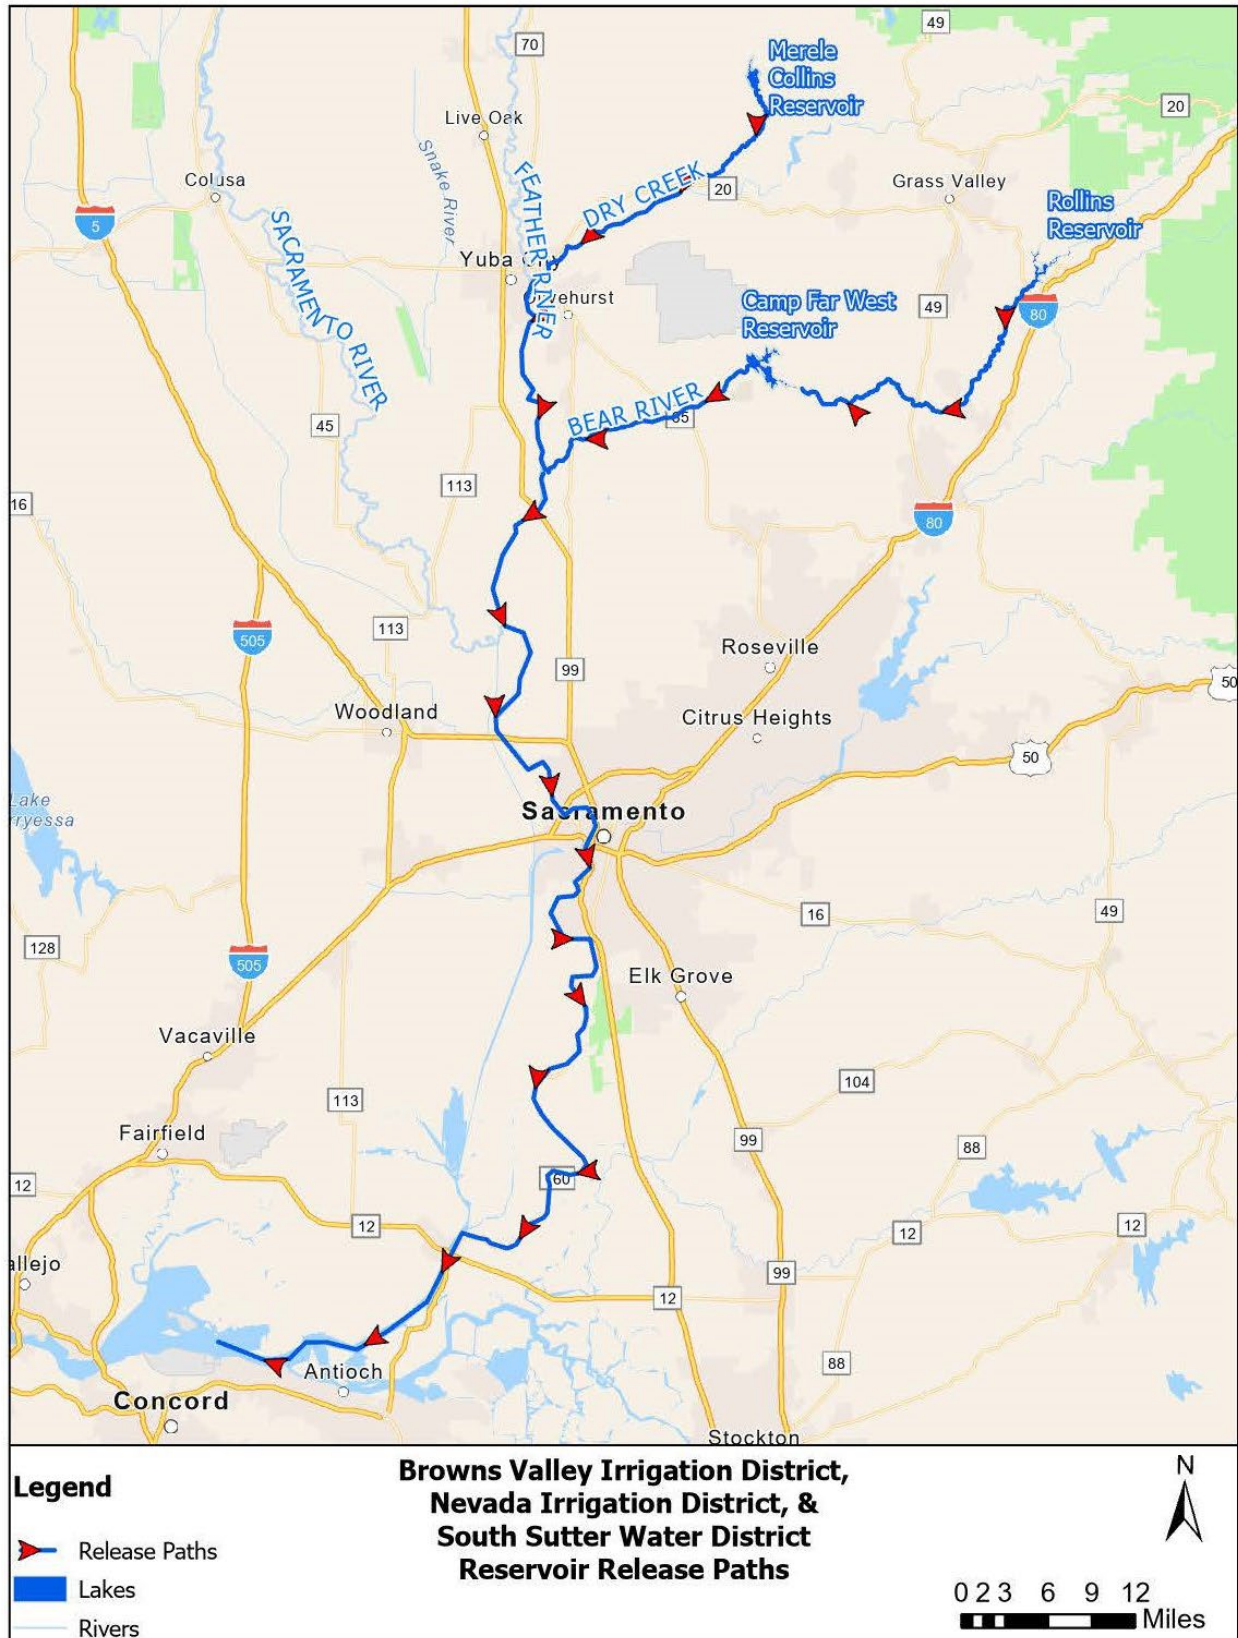 49
70
Merele
Collins
Reservoir
20
Live Oak
Snake River
FEATHER RIVER
DRY CREEK
20
Colusa
Grass Valley
Rollins
Reservoir
5
SACRAMENTO RIVER
Yuba
vehurst
Camp Far West
Reservoir
49
80
BEAR RIVER
65
45
113
16
80
113
505
Roseville
99
Woodland
Citrus Heights
50
50
Lake
rryessa
Sacramento
16
49
128
505
Elk Grove
Vacaville
104
113
99
Fairfield
88
12
160
12
12
12
allejo
99
12
Antioch
88
Concord
Stockton
Legend
Release Paths
Lakes
Rivers
Browns Valley Irrigation District,
Nevada Irrigation District, &
South Sutter Water District
Reservoir Release Paths
N
0 2 3 6 9 12
Miles